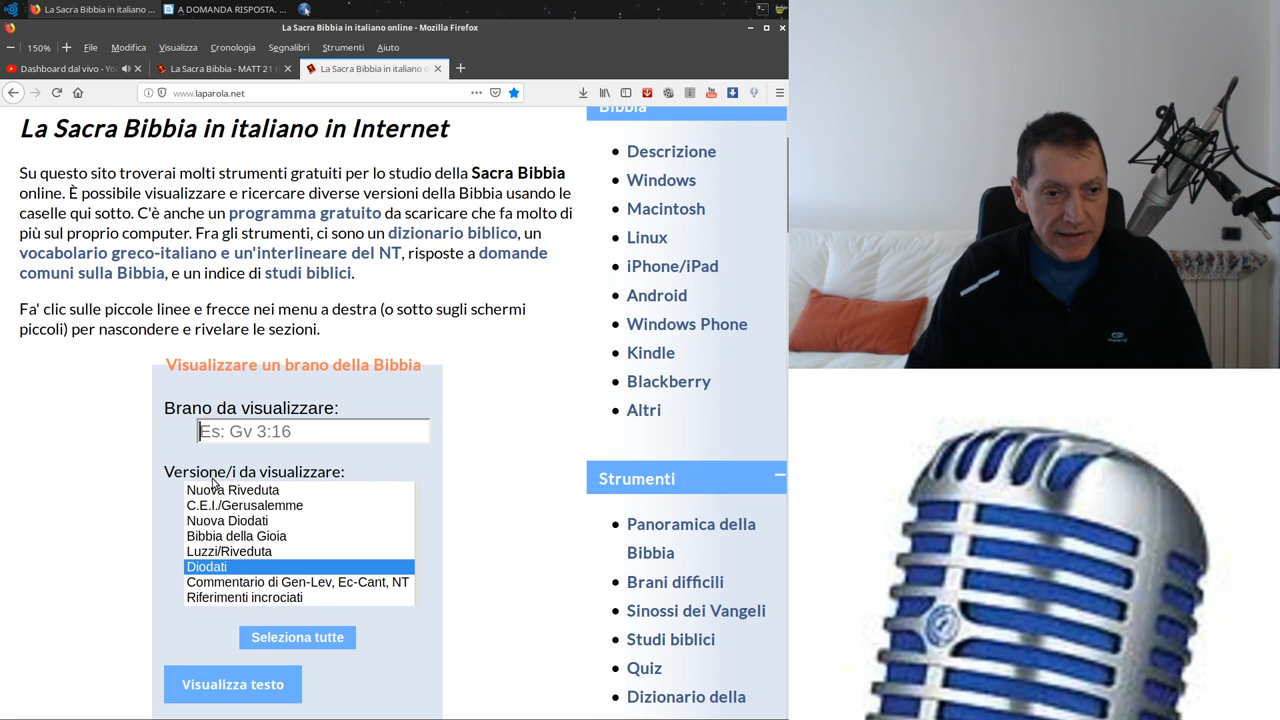 La Sacra Bibbia in italiano ...
A DOMANDA RISPOSTA. ...
La Sacra Bibbia in italiano online - Mozilla Firefox
150%
File Modifica Visualizza Cronologia Segnalibri Strumenti Aiuto
Dashboard dal vivo - Yo
La Sacra Bibbia - MATT 21
La Sacra Bibbia in italiano o
www.laparola.net
La Sacra Bibbia in italiano in Internet
Su questo sito troverai molti strumenti gratuiti per lo studio della Sacra Bibbia
online. È possibile visualizzare e ricercare diverse versioni della Bibbia usando le
caselle qui sotto. C'è anche un programma gratuito da scaricare che fa molto di
più sul proprio computer. Fra gli strumenti, ci sono un dizionario biblico, un
vocabolario greco-italiano e un'interlineare del NT, risposte a domande
comuni sulla Bibbia, e un indice di studi biblici.
Fa' clic sulle piccole linee e frecce nei menu a destra (o sotto sugli schermi
piccoli) per nascondere e rivelare le sezioni.
Visualizzare un brano della Bibbia
Brano da visualizzare:
Es: Gv 3:16
Versione/i da visualizzare:
Nuova Riveduta
C.E.I./Gerusalemme
Nuova Diodati
Bibbia della Gioia
Luzzi/Riveduta
Diodati
Commentario di Gen-Lev, Ec-Cant, NT
Riferimenti incrociati
Seleziona tutte
Visualizza testo
Bibbia
Descrizione
Windows
Macintosh
Linux
iPhone/iPad
Android
Windows Phone
Kindle
Blackberry
Altri
Strumenti
Panoramica della
Bibbia
Brani difficili
Sinossi dei Vangeli
Studi biblici
Quiz
Dizionario della